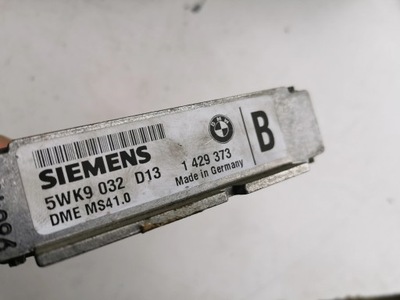 SIEMENS
5WK9 032 D13
DME MS41.0
1 429 373
Made in Germany
B